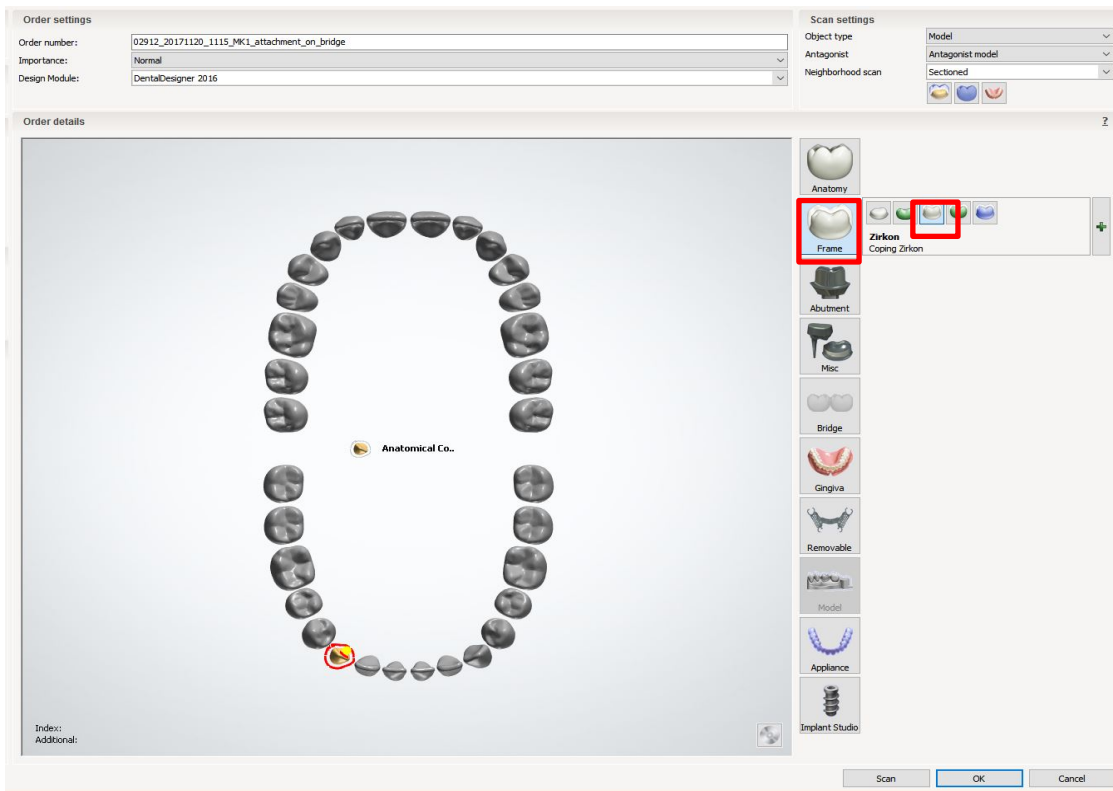 Order settings
Order number:
02912_20171120_1115_MK1_attachment_on_bridge
Importance:
Normal
Design Module:
DentalDesigner 2016
Scan settings
Object type
Model
Antagonist
Antagonist model
Neighborhood scan
Sectioned
Order details
?
Anatomy
Frame
Zirkon
Coping Zirkon
Abutment
Misc
Bridge
Gingiva
Removable
Model
Appliance
Implant Studio
Anatomical Co..
Index:
Additional:
Scan
OK
Cancel